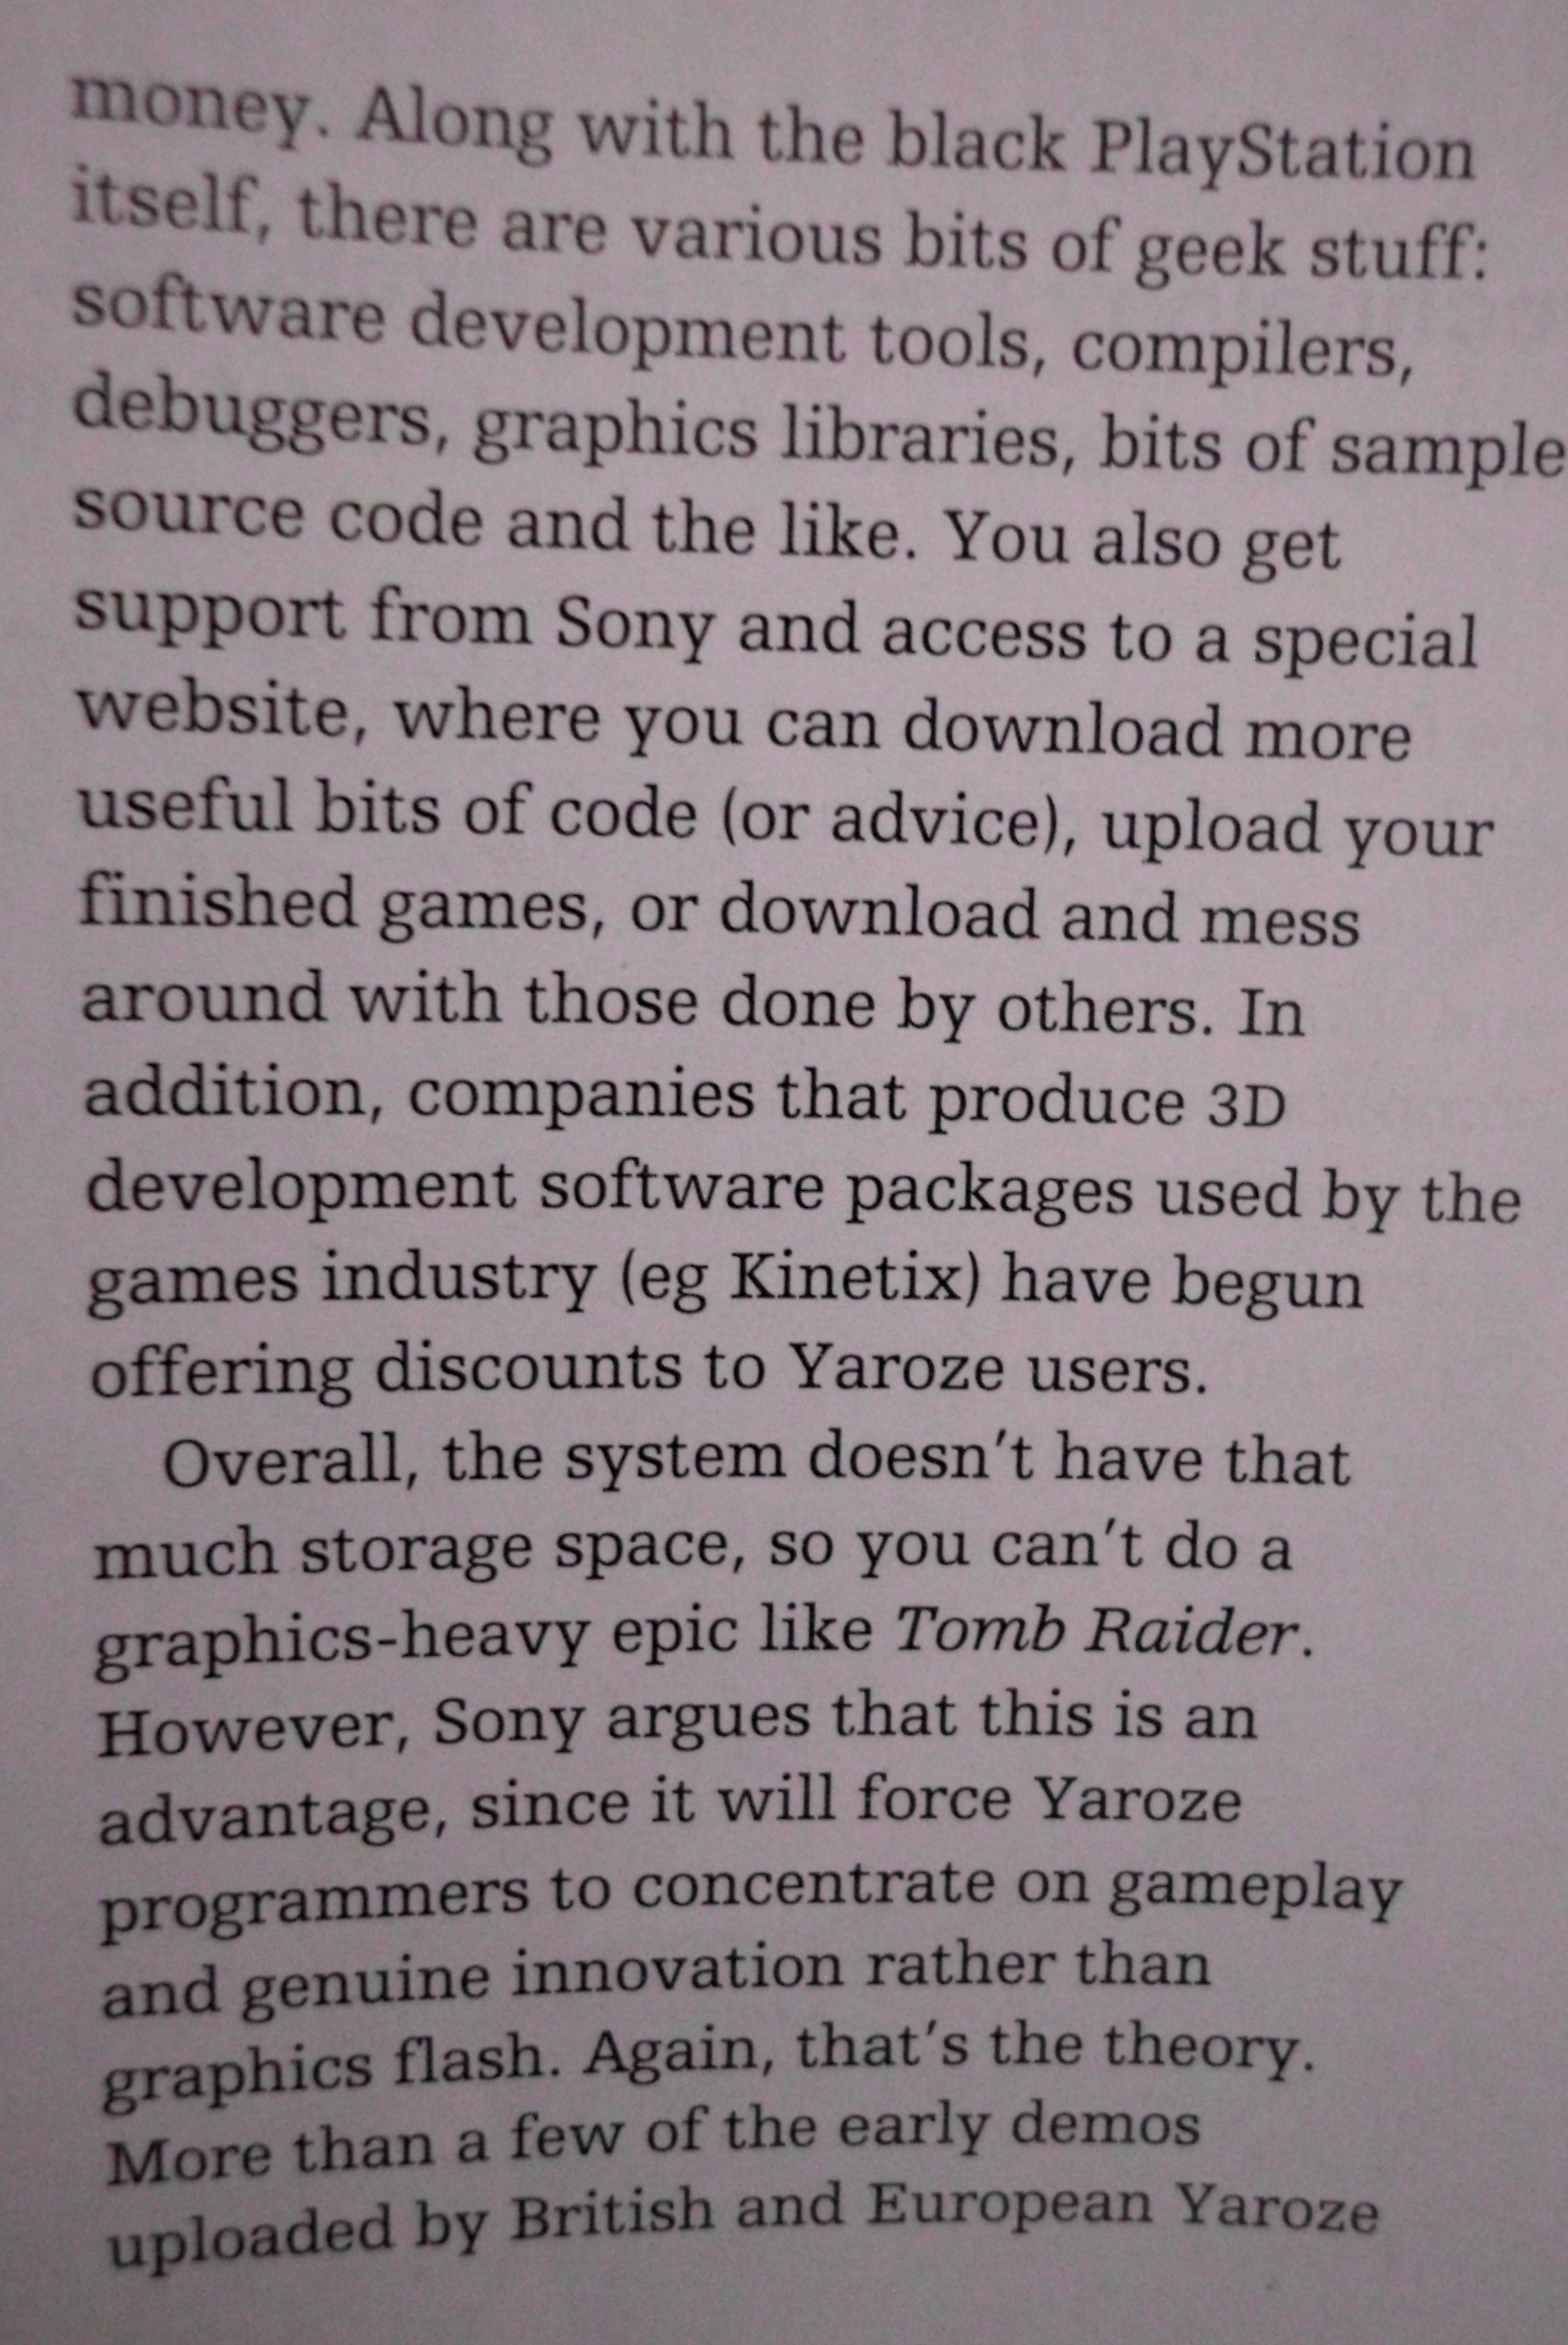 money. Along with the black PlayStation
itself, there are various bits of geek stuff:
software development tools, compilers,
debuggers, graphics libraries, bits of sample
source code and the like. You also get
support from Sony and access to a special
website, where you can download more
useful bits of code (or advice), upload your
finished games, or download and mess
around with those done by others. In
addition, companies that produce 3D
development software packages used by the
games industry (eg Kinetix) have begun
offering discounts to Yaroze users.
Overall, the system doesn't have that
much storage space, so you can't do a
graphics-heavy epic like Tomb Raider.
However, Sony argues that this is an
advantage, since it will force Yaroze
programmers to concentrate on gameplay
and genuine innovation rather than
graphics flash. Again, that's the theory.
More than a few of the early demos
uploaded by British and European Yaroze